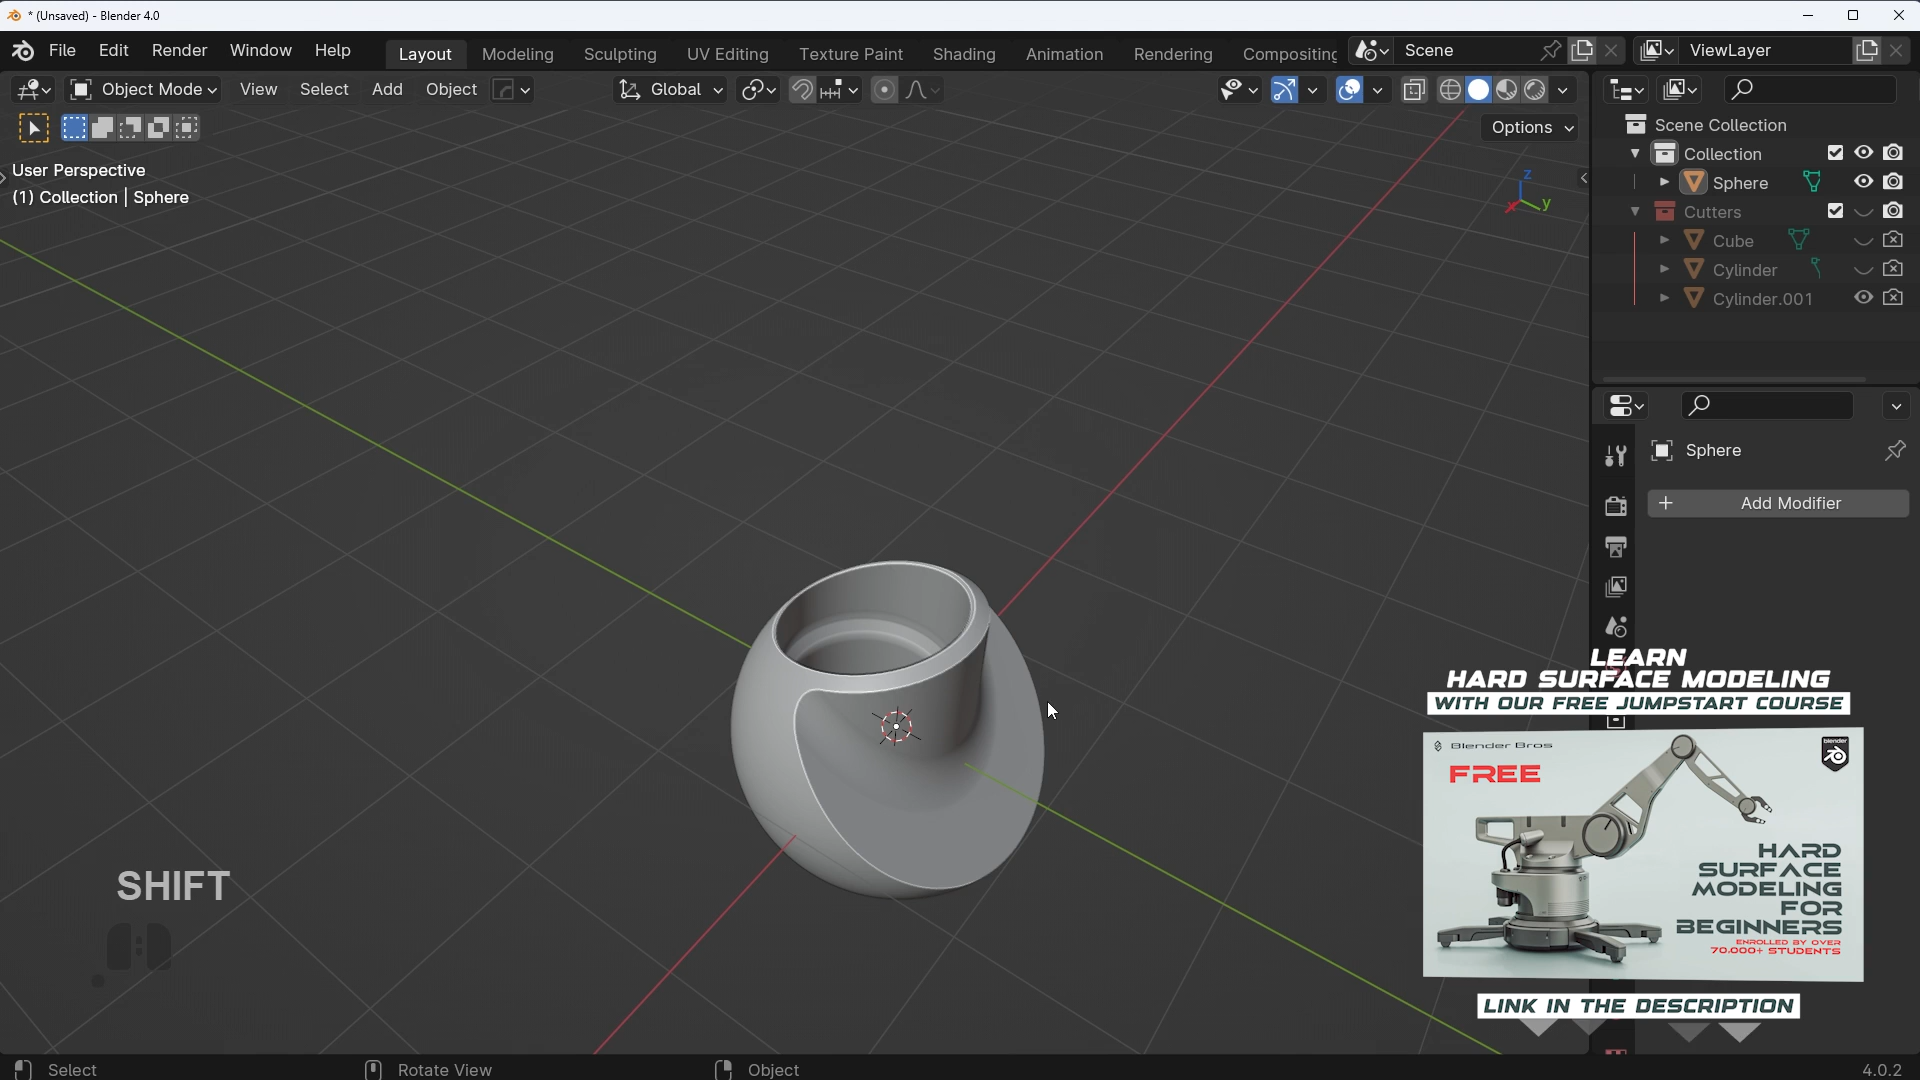 * (Unsaved) - Blender 4.0
File Edit Render Window Help Layout Modeling Sculpting UV Editing Texture Paint Shading Animation Rendering Compositing Scene ViewLayer
Object Mode View Select Add Object Global
Options
User Perspective
(1) Collection | Sphere
z
y
Scene Collection
Collection
Sphere
Cutters
Cube
Cylinder
Cylinder.001
Sphere
Add Modifier
LEARN
HARD SURFACE MODELING
WITH OUR FREE JUMPSTART COURSE
Blender Bros
blender
FREE
HARD
SURFACE
MODELING
FOR
BEGINNERS
ENROLLED BY OVER
70.000+ STUDENTS
LINK IN THE DESCRIPTION
SHIFT
Select Rotate View Object 4.0.2